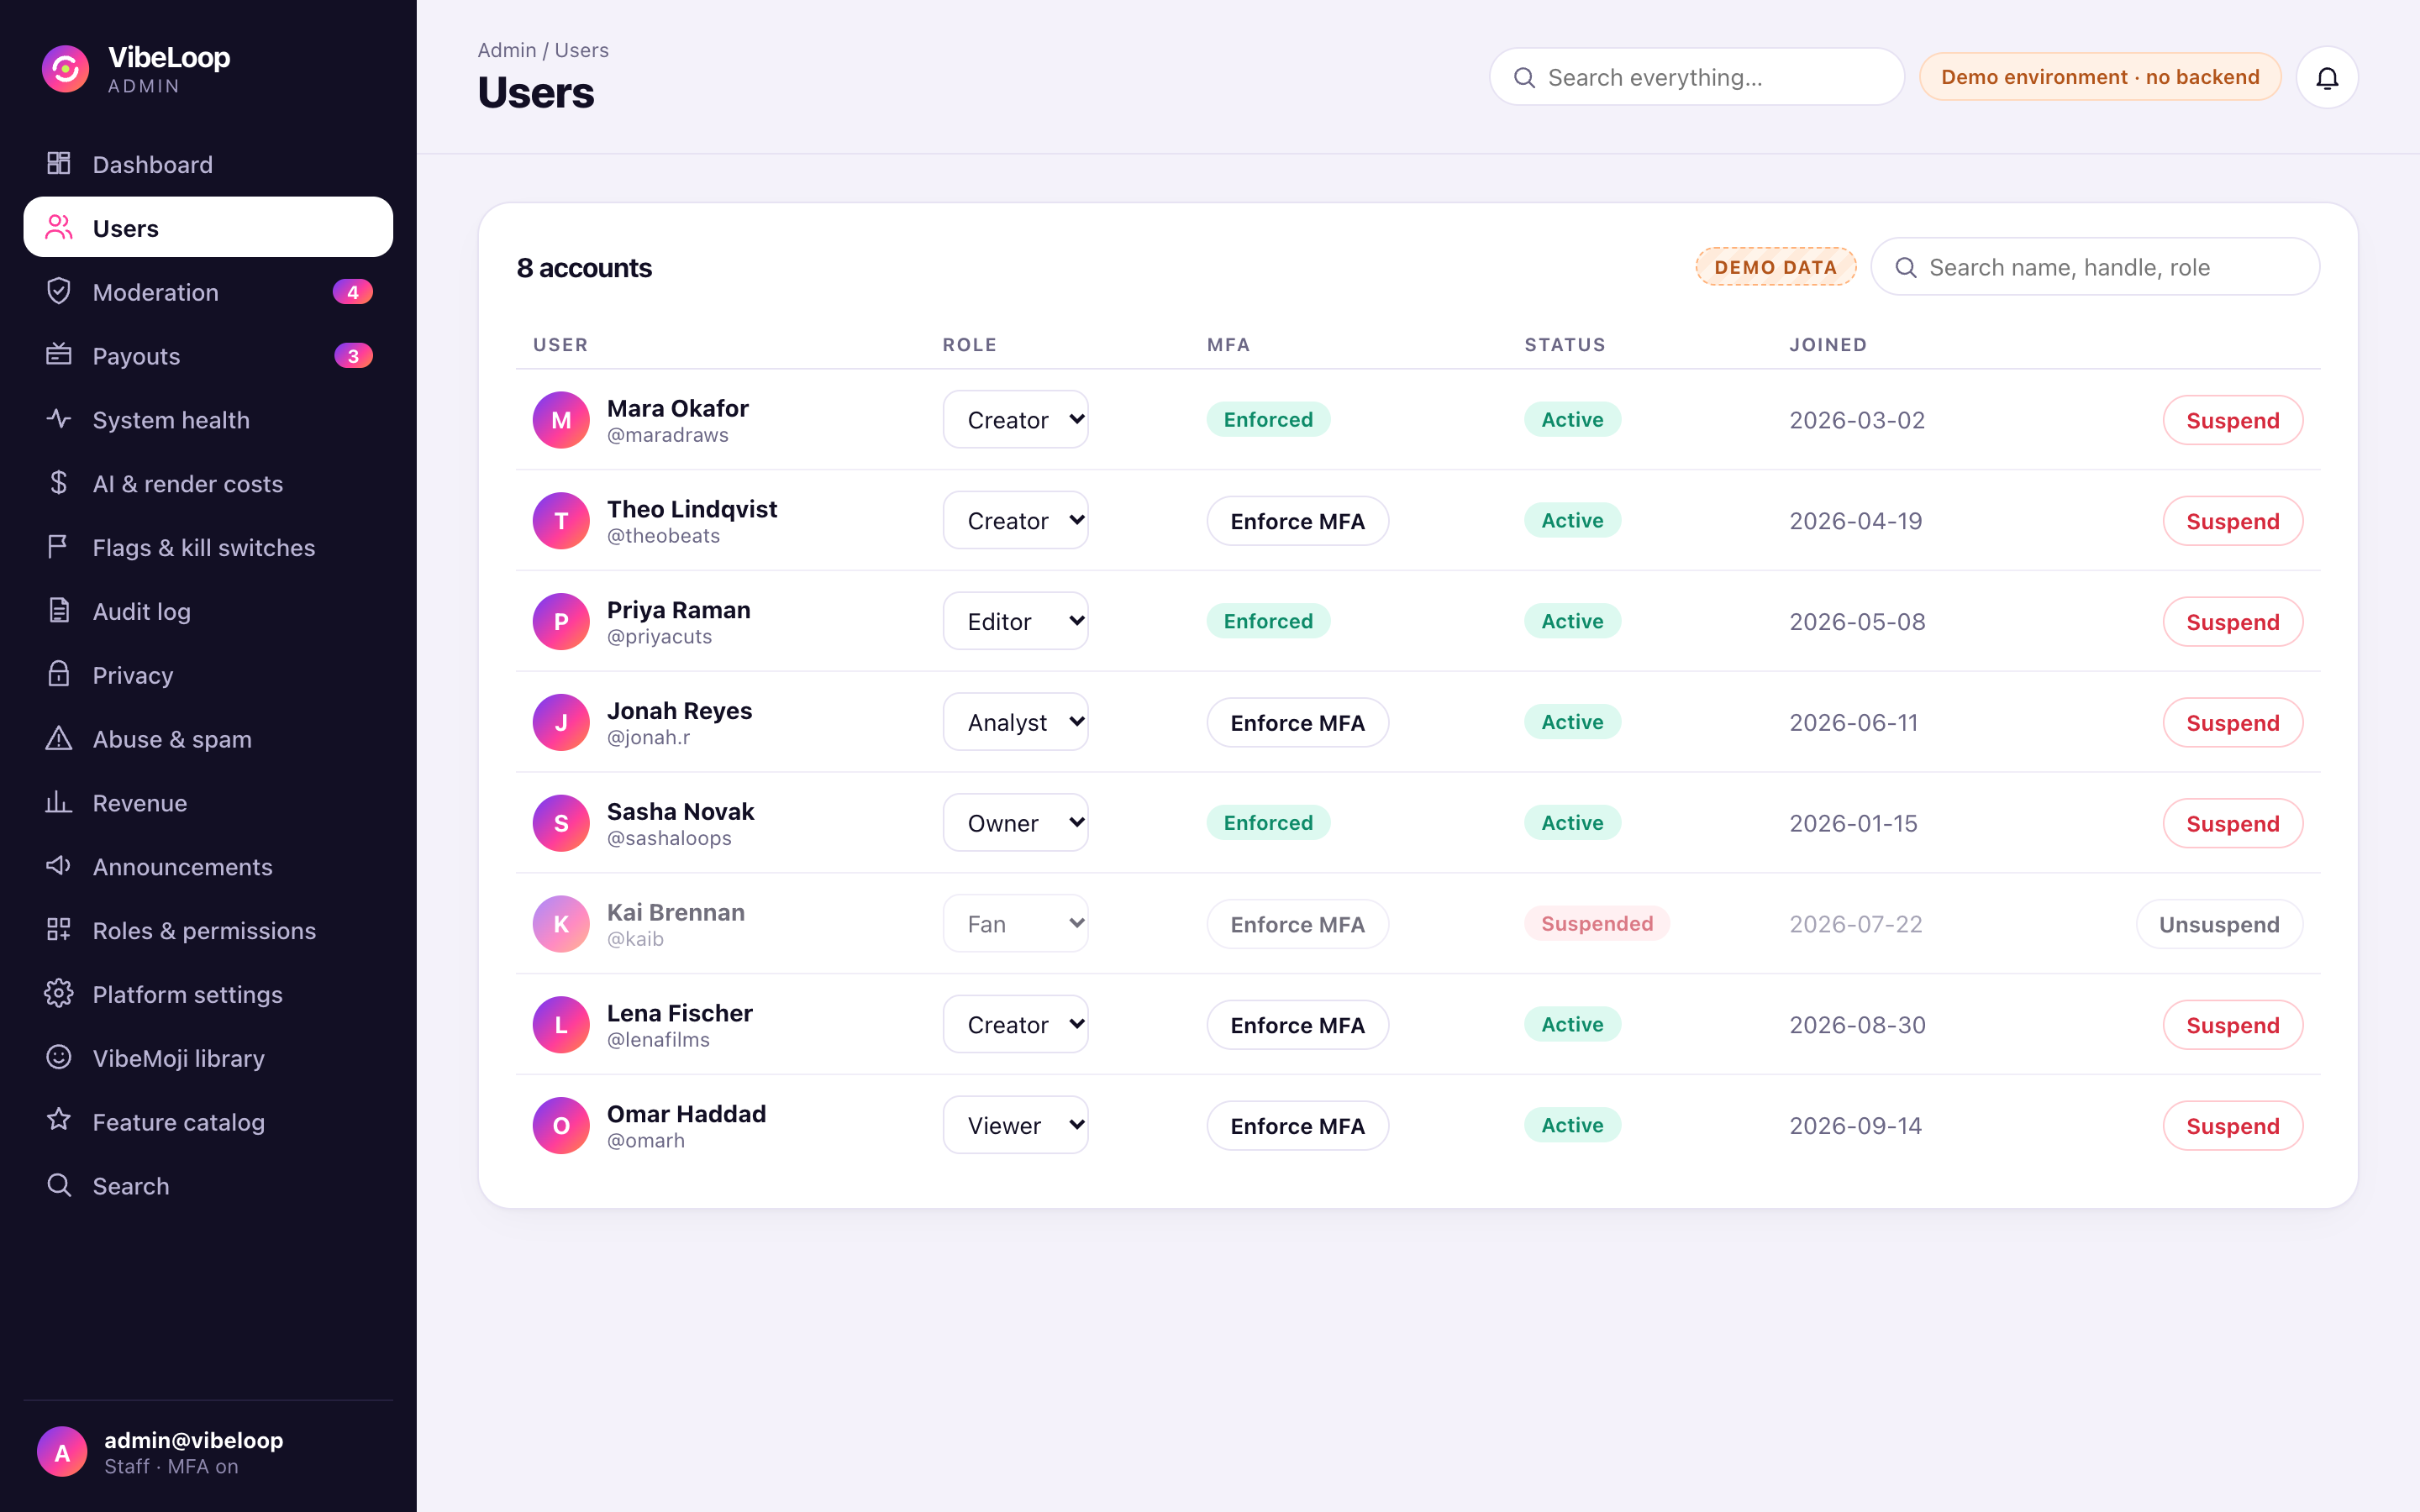 VibeLoop
ADMIN
Dashboard
Users
Moderation 4
Payouts 3
System health
AI & render costs
Flags & kill switches
Audit log
Privacy
Abuse & spam
Revenue
Announcements
Roles & permissions
Platform settings
VibeMoji library
Feature catalog
Search
A
admin@vibeloop
Staff · MFA on
Admin / Users
Users
Search everything...
Demo environment · no backend
8 accounts
DEMO DATA
Search name, handle, role
USER ROLE MFA STATUS JOINED
M Mara Okafor Creator Enforced Active 2026-03-02 Suspend
@maradraws
T Theo Lindqvist Creator Enforce MFA Active 2026-04-19 Suspend
@theobeats
P Priya Raman Editor Enforced Active 2026-05-08 Suspend
@priyacuts
J Jonah Reyes Analyst Enforce MFA Active 2026-06-11 Suspend
@jonah.r
S Sasha Novak Owner Enforced Active 2026-01-15 Suspend
@sashaloops
K Kai Brennan Fan Enforce MFA Suspended 2026-07-22 Unsuspend
@kaib
L Lena Fischer Creator Enforce MFA Active 2026-08-30 Suspend
@lenafilms
O Omar Haddad Viewer Enforce MFA Active 2026-09-14 Suspend
@omarh